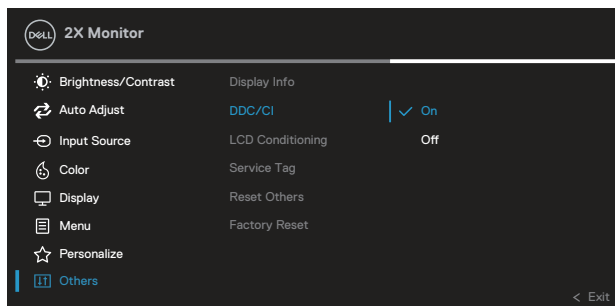 DELL 2X Monitor
Brightness/Contrast Display Info
Auto Adjust DDC/CI On
Input Source LCD Conditioning Off
Color Service Tag
Display Reset Others
Menu Factory Reset
Personalize
Others
< Exit